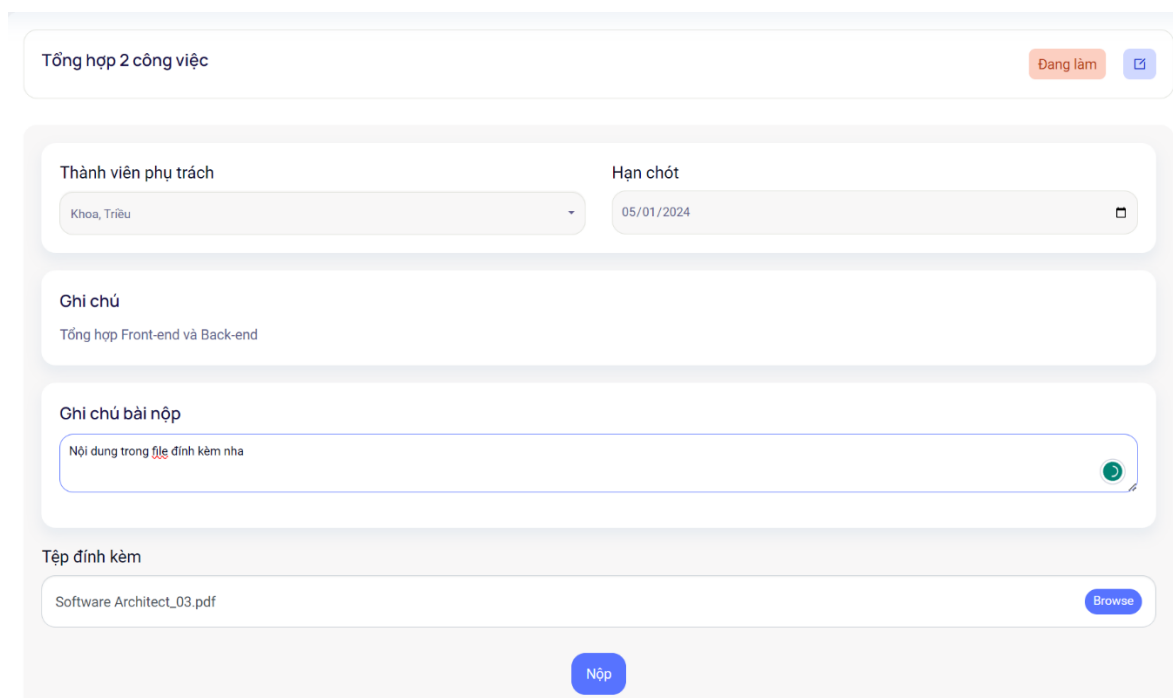 Tổng hợp 2 công việc
Đang làm
Thành viên phụ trách
Hạn chót
Khoa, Triều
05/01/2024
Ghi chú
Tổng hợp Front-end và Back-end
Ghi chú bài nộp
Nội dung trong file đính kèm nha
Tệp đính kèm
Software Architect_03.pdf
Browse
Nộp